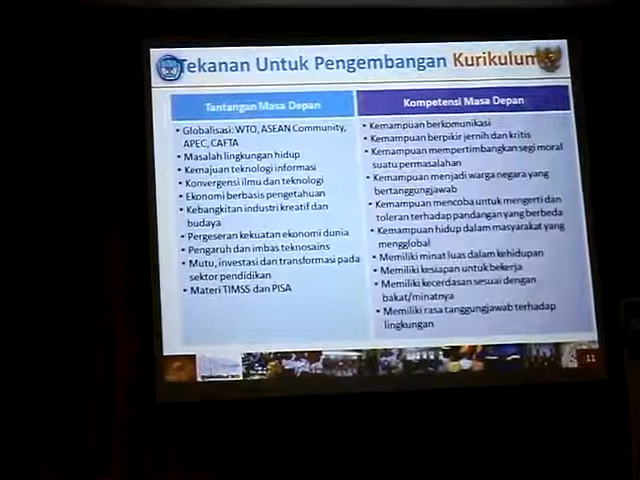 Tekanan Untuk Pengembangan Kurikulum
Tantangan Masa Depan
• Globalisasi: WTO, ASEAN Community,
APEC, CAFTA
• Masalah lingkungan hidup
• Kemajuan teknologi informasi
• Konvergensi ilmu dan teknologi
• Ekonomi berbasis pengetahuan
• Kebangkitan industri kreatif dan
budaya
• Pergeseran kekuatan ekonomi dunia
• Pengaruh dan imbas teknosains
• Mutu, investasi dan transformasi pada
sektor pendidikan
• Materi TIMSS dan PISA
Kompetensi Masa Depan
• Kemampuan berkomunikasi
• Kemampuan berpikir jernih dan kritis
• Kemampuan mempertimbangkan segi moral
suatu permasalahan
• Kemampuan menjadi warga negara yang
bertanggungjawab
• Kemampuan mencoba untuk mengerti dan
toleran terhadap pandangan yang berbeda
• Kemampuan hidup dalam masyarakat yang
mengglobal
• Memiliki minat luas dalam kehidupan
• Memiliki kesiapan untuk bekerja
• Memiliki kecerdasan sesuai dengan
bakat/minatnya
• Memiliki rasa tanggungjawab terhadap
lingkungan
11